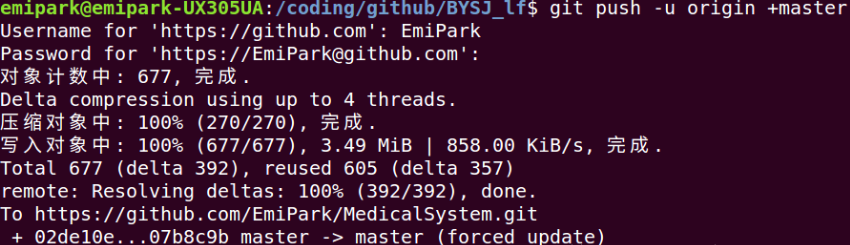 emipark@emipark-UX305UA:/coding/github/BYSJ_lf$ git push -u origin +master
Username for 'https://github.com': EmiPark
Password for 'https://EmiPark@github.com':
对象计数中: 677, 完成.
Delta compression using up to 4 threads.
压缩对象中: 100% (270/270), 完成.
写入对象中: 100% (677/677), 3.49 MiB | 858.00 KiB/s, 完成.
Total 677 (delta 392), reused 605 (delta 357)
remote: Resolving deltas: 100% (392/392), done.
To https://github.com/EmiPark/MedicalSystem.git
 + 02de10e...07b8c9b master -> master (forced update)